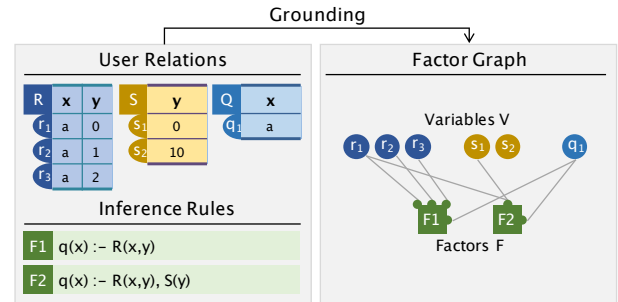 Grounding
User Relations
R x y
r1 a 0
r2 a 1
r3 a 2
S y
s1 0
s2 10
Q x
q1 a
Inference Rules
F1 q(x) :- R(x,y)
F2 q(x) :- R(x,y), S(y)
Factor Graph
Variables V
r1 r2 r3 s1 s2 q1
F1 F2
Factors F